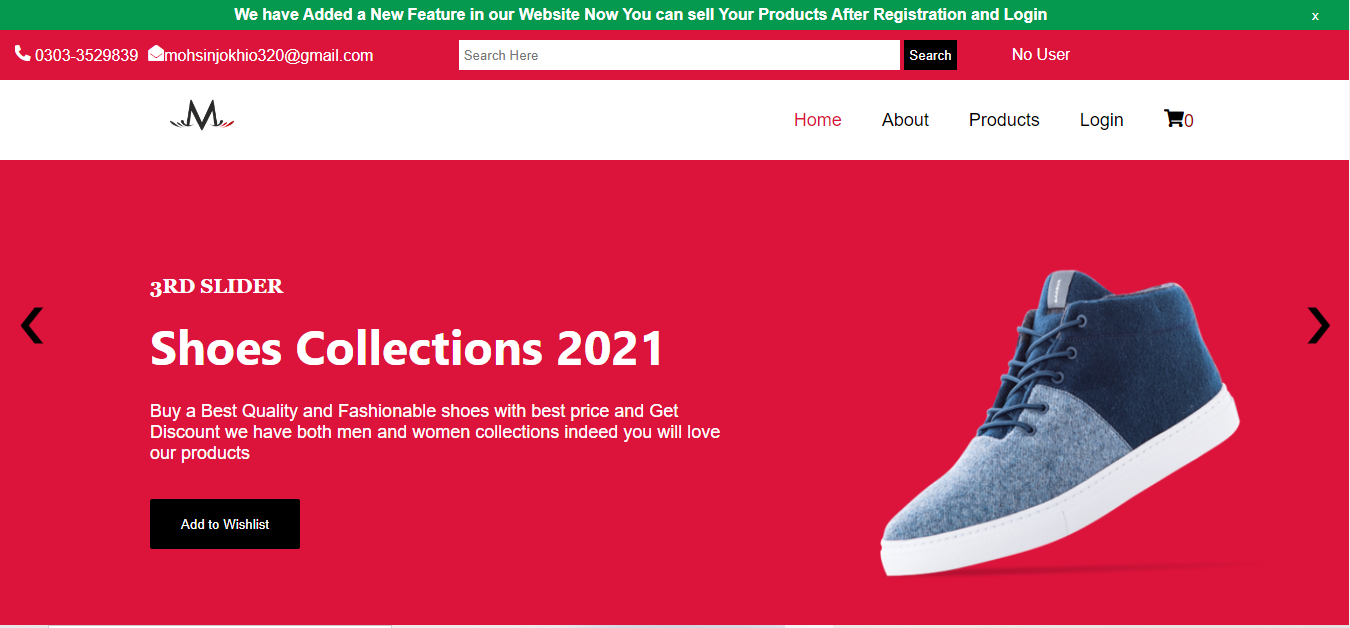 We have Added a New Feature in our Website Now You can sell Your Products After Registration and Login
x
0303-3529839 mohsinjokhio320@gmail.com
Search Here
Search
No User
M
Home
About
Products
Login
0
3RD SLIDER
Shoes Collections 2021
Buy a Best Quality and Fashionable shoes with best price and Get
Discount we have both men and women collections indeed you will love
our products
Add to Wishlist